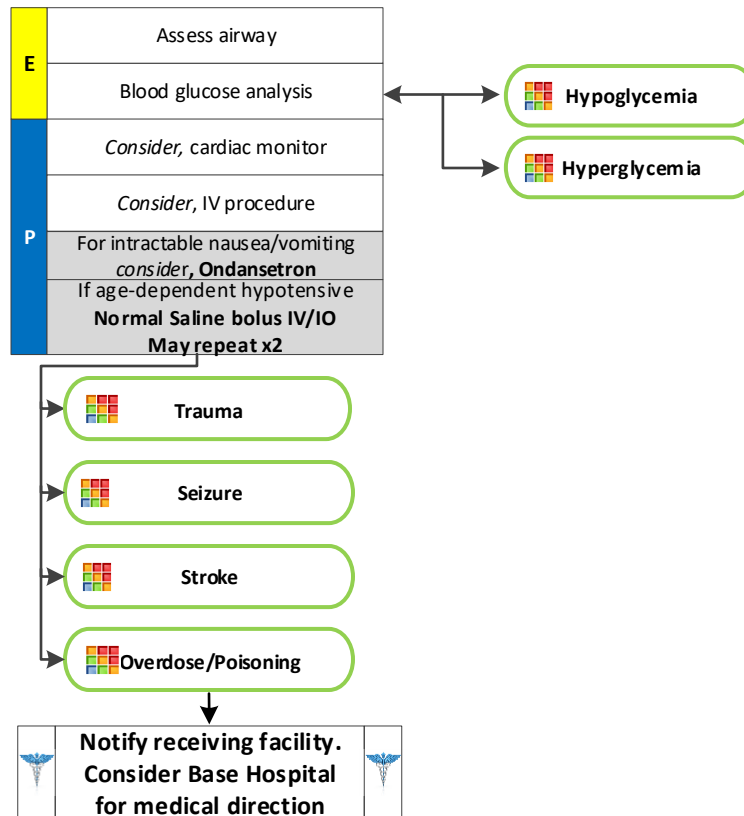 E
Assess airway
Blood glucose analysis
Hypoglycemia
Hyperglycemia
P
Consider, cardiac monitor
Consider, IV procedure
For intractable nausea/vomiting
consider, Ondansetron
If age-dependent hypotensive
Normal Saline bolus IV/IO
May repeat x2
Trauma
Seizure
Stroke
Overdose/Poisoning
Notify receiving facility.
Consider Base Hospital
for medical direction